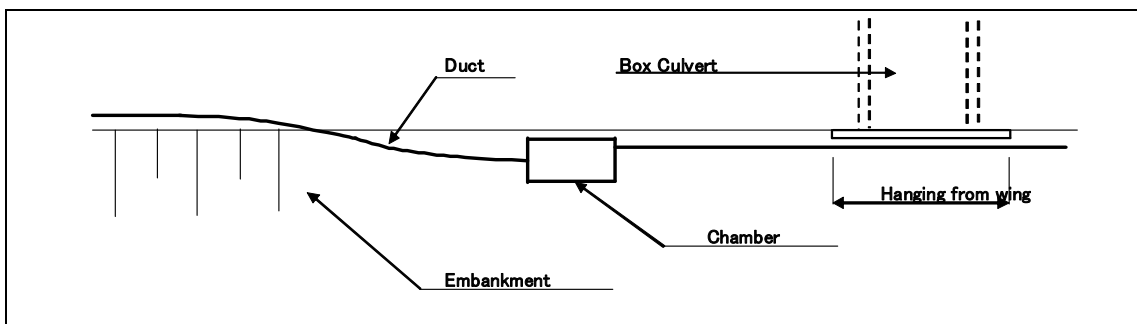 Duct
Box Culvert
Hanging from wing
Chamber
Embankment